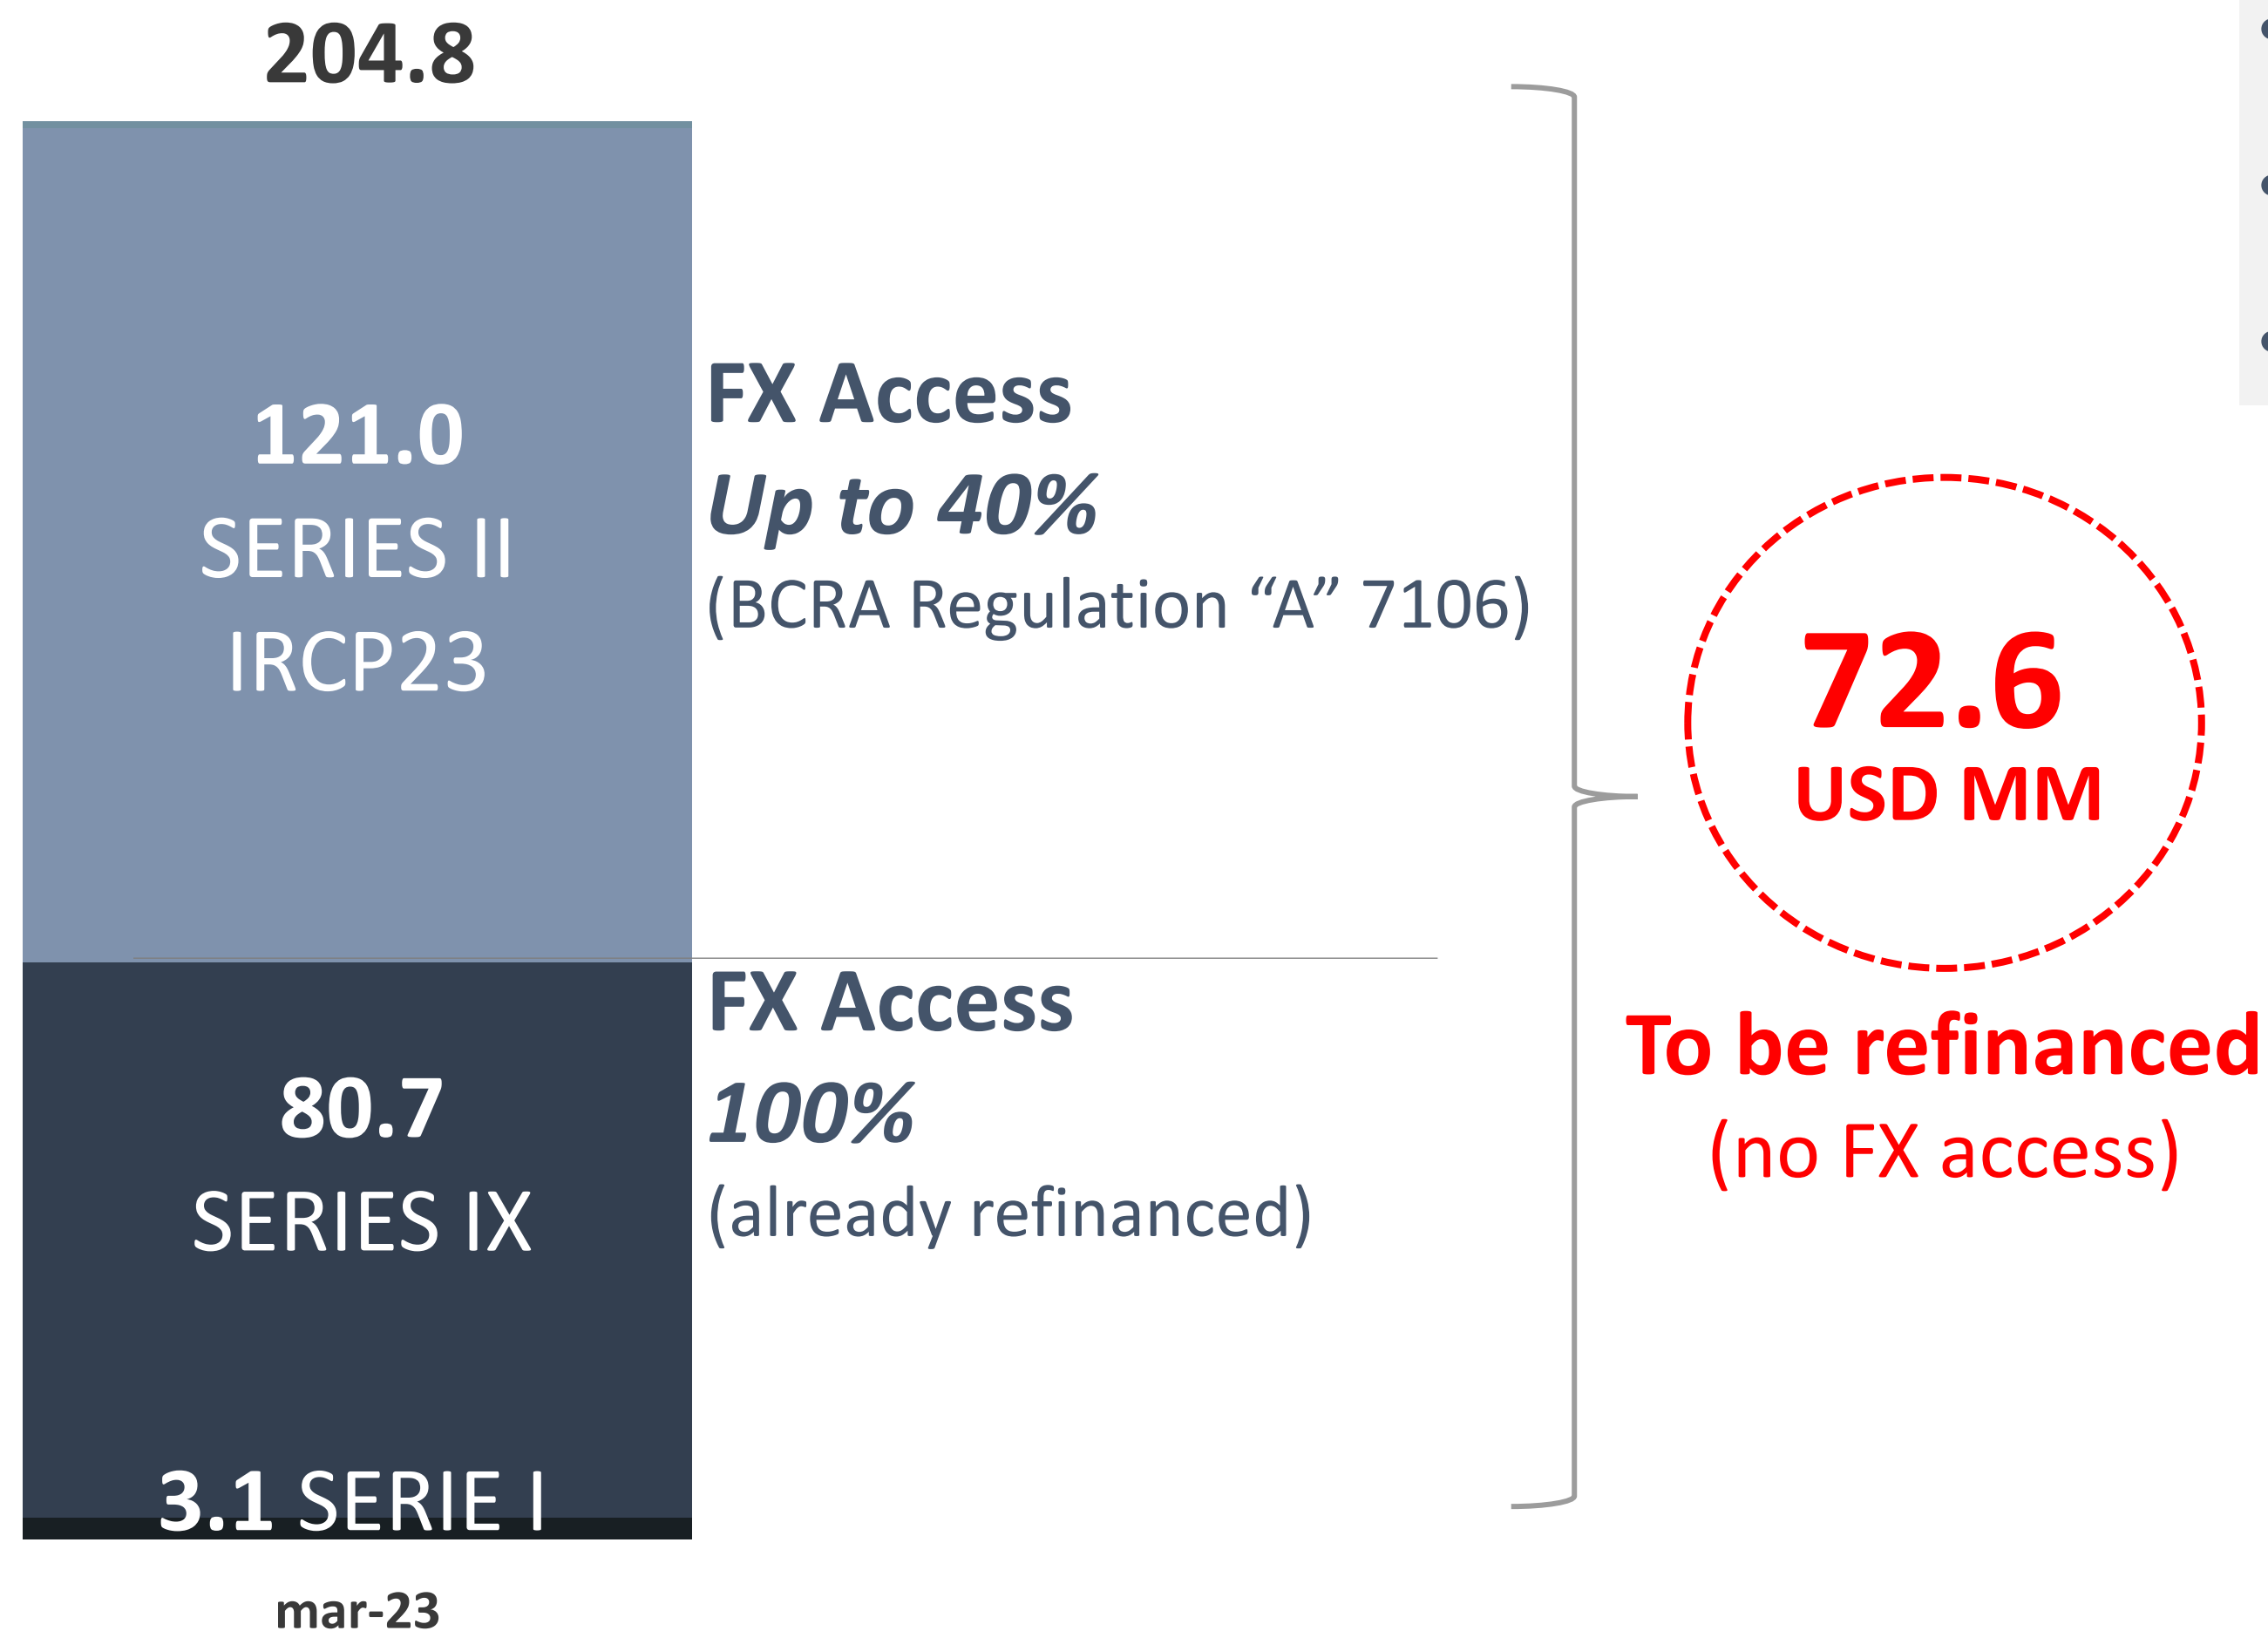 204.8
121.0
SERIES II
IRCP23
FX Access
Up to 40%
(BCRA Regulation “A” 7106)
80.7
SERIES IX
3.1 SERIE I
mar-23
FX Access
100%
(already refinanced)
72.6
USD MM
To be refinanced
(no FX access)